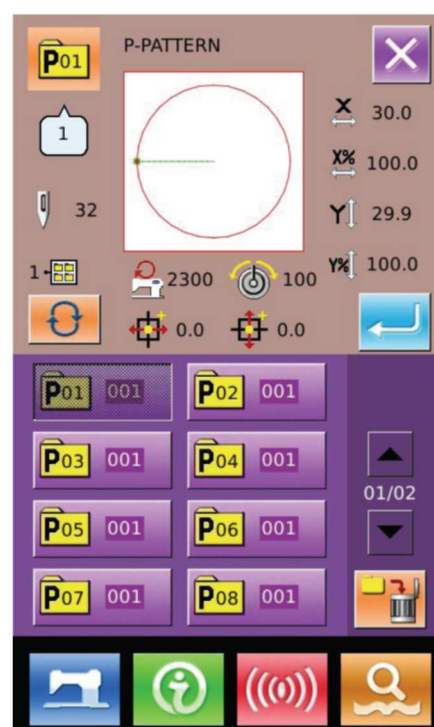 P01 P-PATTERN X
1 X 30.0
X% 100.0
32 Y 29.9
1- 2300 100 Y% 100.0
0.0 0.0
P01 001 P02 001
P03 001 P04 001
01/02
P05 001 P06 001
P07 001 P08 001
i